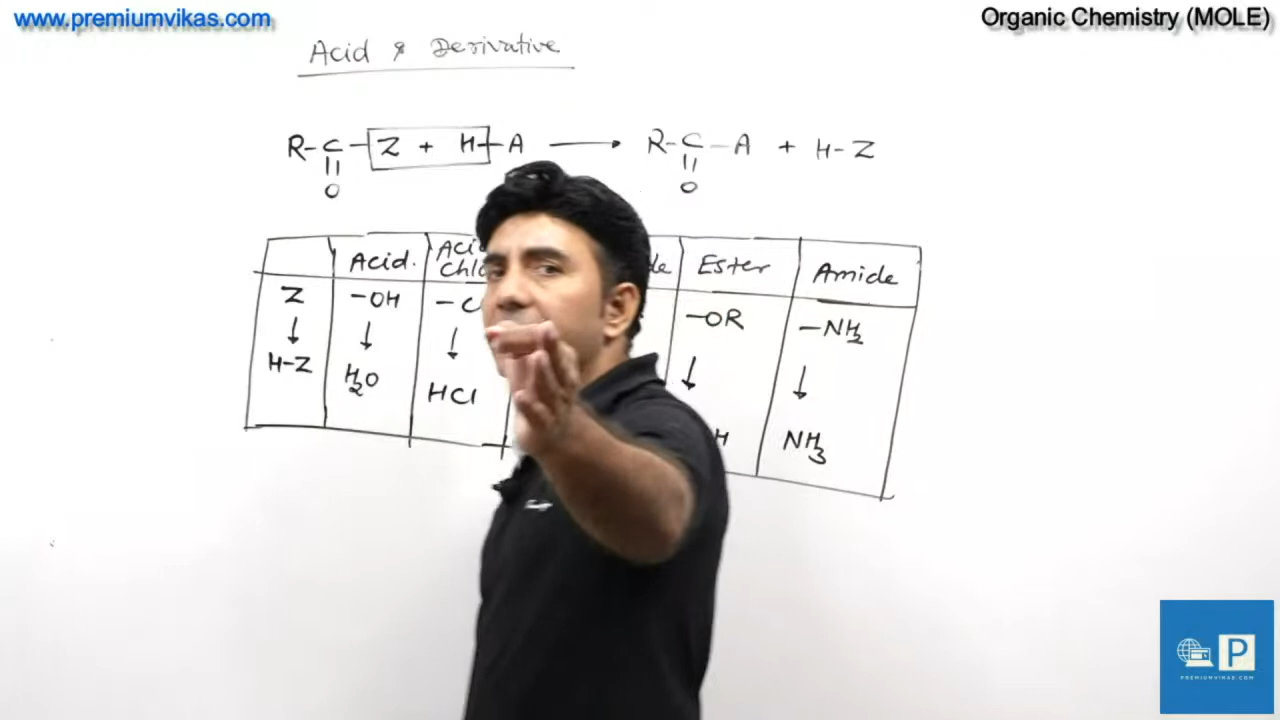 www.premiumvikas.com
Organic Chemistry (MOLE)
Acid & Derivative
R-C-Z + H-A → R-C-A + H-Z
O O
Acid. Acid Ester Amide
Z -OH -OR -NH₂
↓ ↓ ↓ ↓ ↓
H-Z H₂O HCl NH₃
P
PREMIUMVIKAS.COM